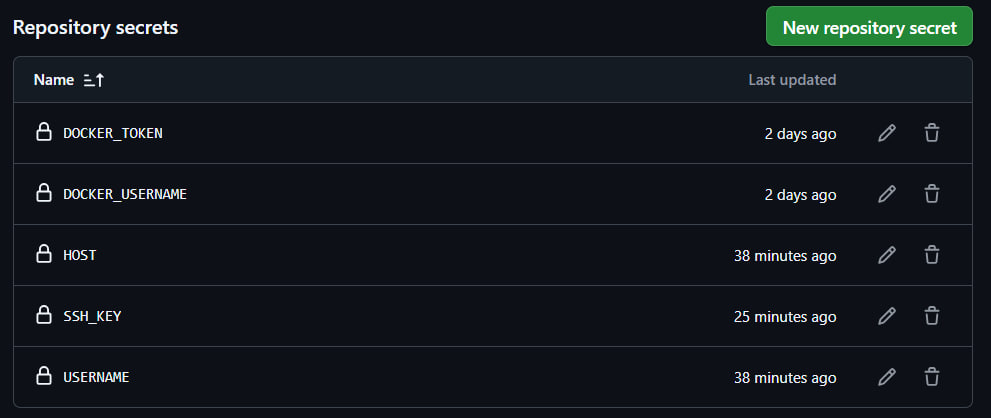 Repository secrets
New repository secret
Name Last updated
DOCKER_TOKEN 2 days ago
DOCKER_USERNAME 2 days ago
HOST 38 minutes ago
SSH_KEY 25 minutes ago
USERNAME 38 minutes ago